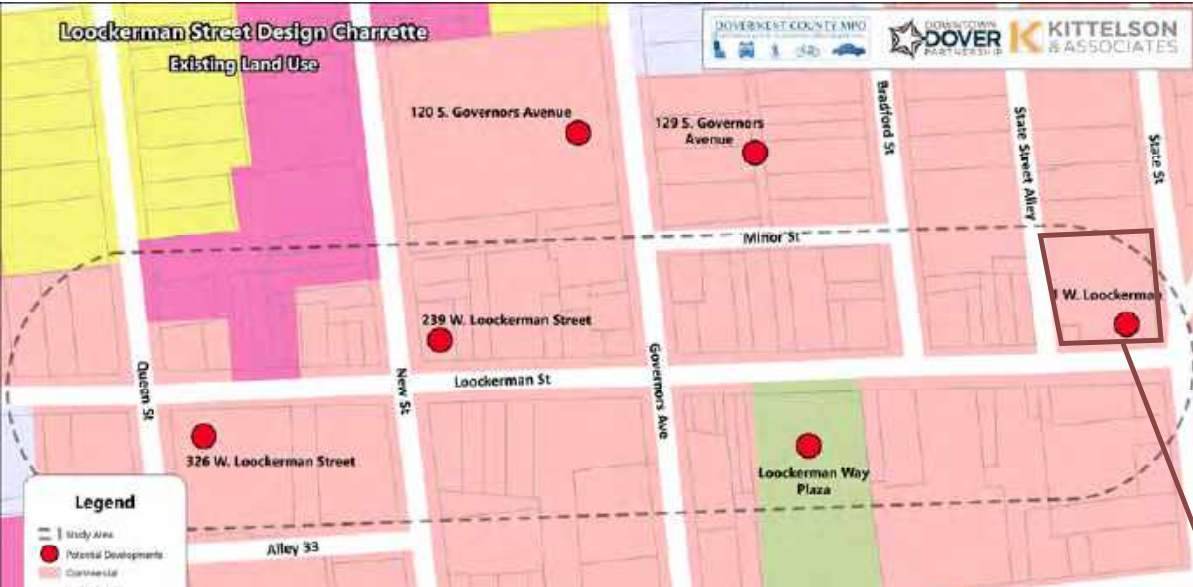 Loockerman Street Design Charrette
Existing Land Use
DOVER/KENT COUNTY MPO
DOWNTOWN
DOVER
PARTNERSHIP
KITTELSON
& ASSOCIATES
120 S. Governors Avenue
129 S. Governors
Avenue
Bradford St
State Street Alley
State St
Minor St
1 W. Loockerman
239 W. Loockerman Street
Queen St
New St
Loockerman St
Governors Ave
326 W. Loockerman Street
Loockerman Way
Plaza
Alley 33
Legend
Study Area
Potential Developments
Commercial